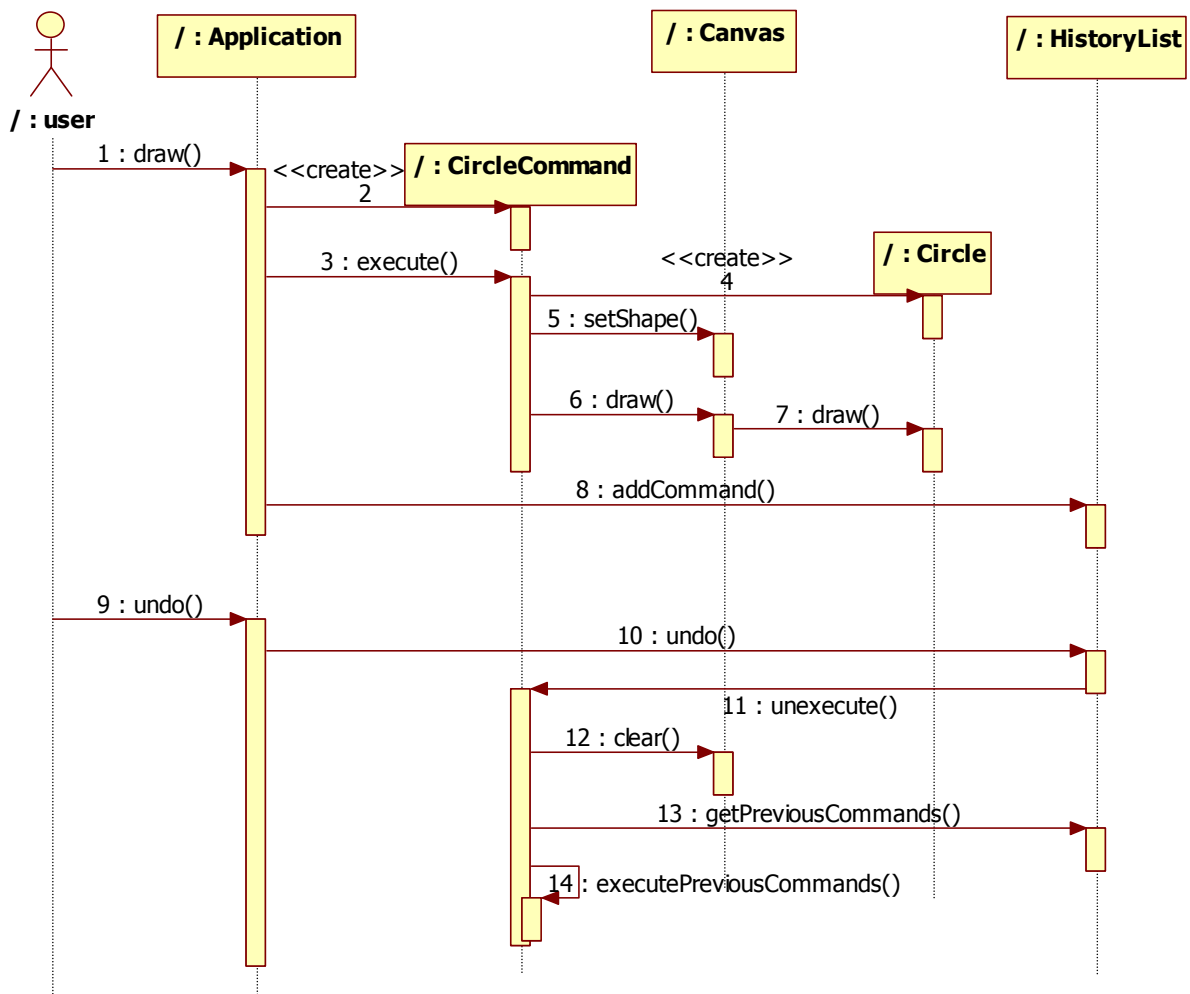 / : Application
/ : Canvas
/ : HistoryList
/ : user
1 : draw()
<<create>>
2
/ : CircleCommand
3 : execute()
<<create>>
4
/ : Circle
5 : setShape()
6 : draw()
7 : draw()
8 : addCommand()
9 : undo()
10 : undo()
11 : unexecute()
12 : clear()
13 : getPreviousCommands()
14 : executePreviousCommands()